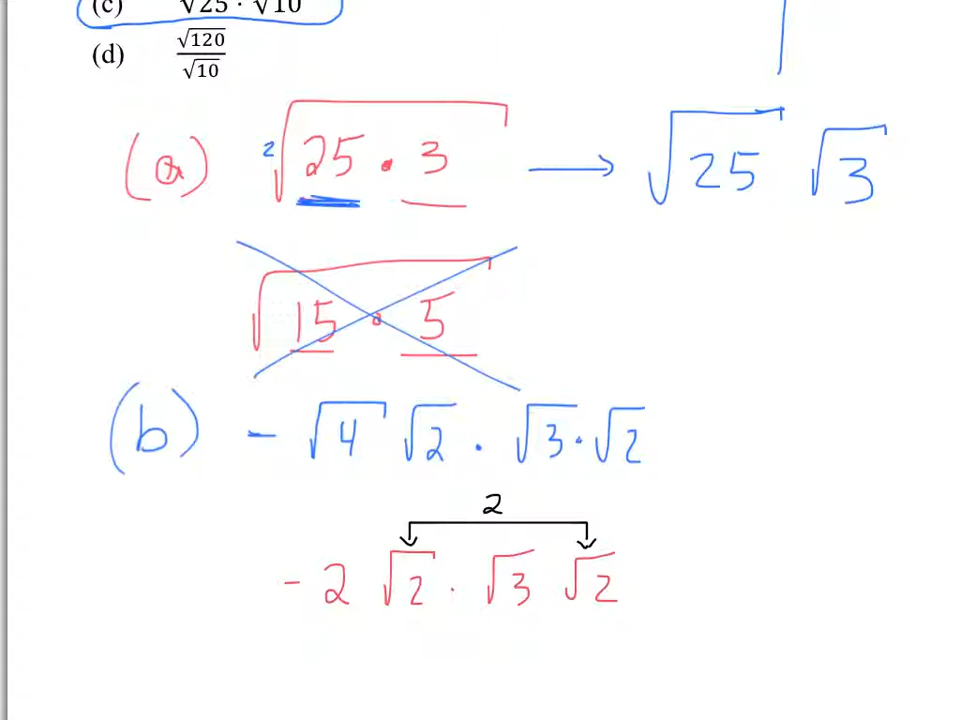 (c) √25 · √10
(d) √120/√10
(a) ²√25 · 3 → √25 √3
√15 · 5
(b) - √4 √2 · √3 · √2
2
- 2 √2 · √3 √2